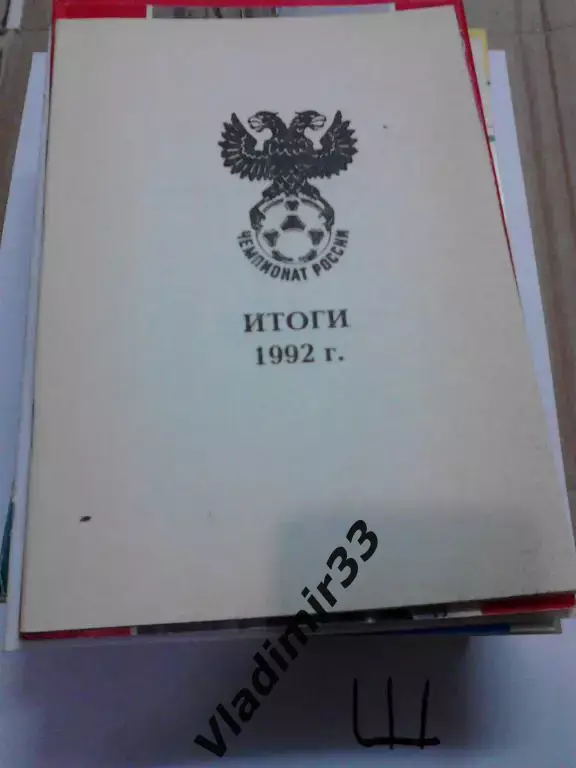 ЧЕМПИОНАТ РОССИИ
ИТОГИ
1992 г.
Vladimir33
Ш